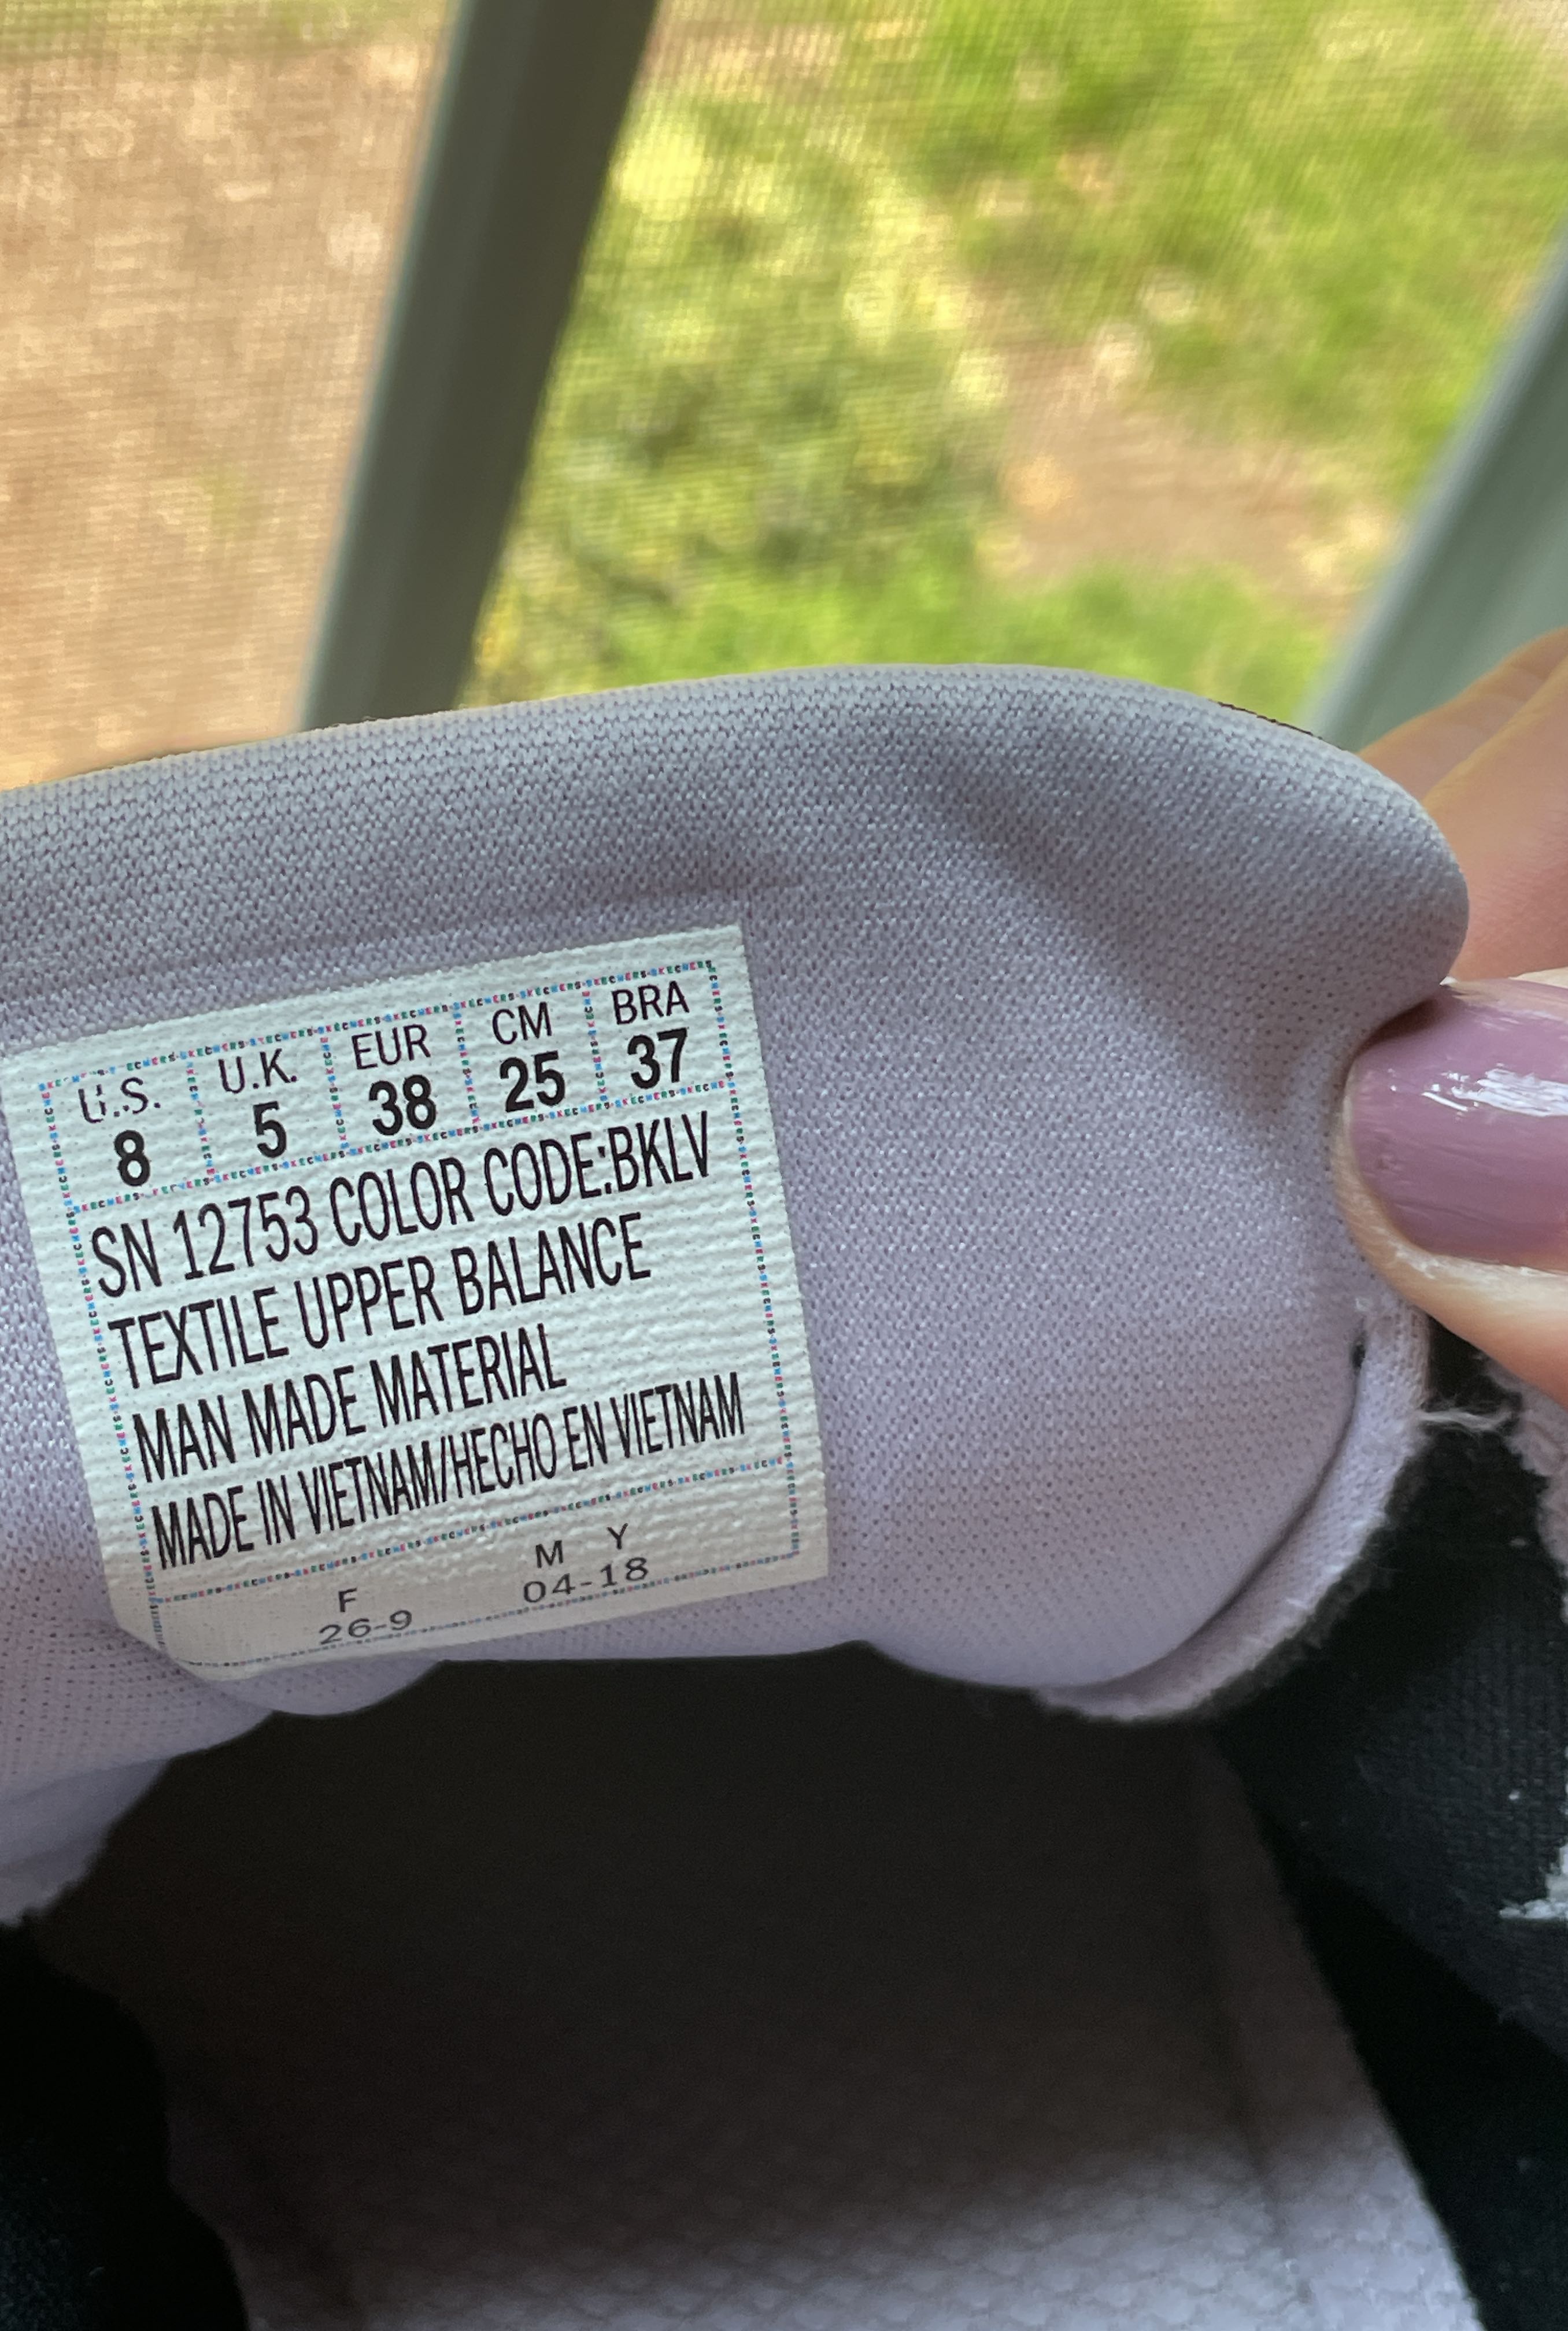 U.S. U.K. EUR CM BRA
8 5 38 25 37
SN 12753 COLOR CODE:BKLV
TEXTILE UPPER BALANCE
MAN MADE MATERIAL
MADE IN VIETNAM/HECHO EN VIETNAM
F M Y
26-9 04-18